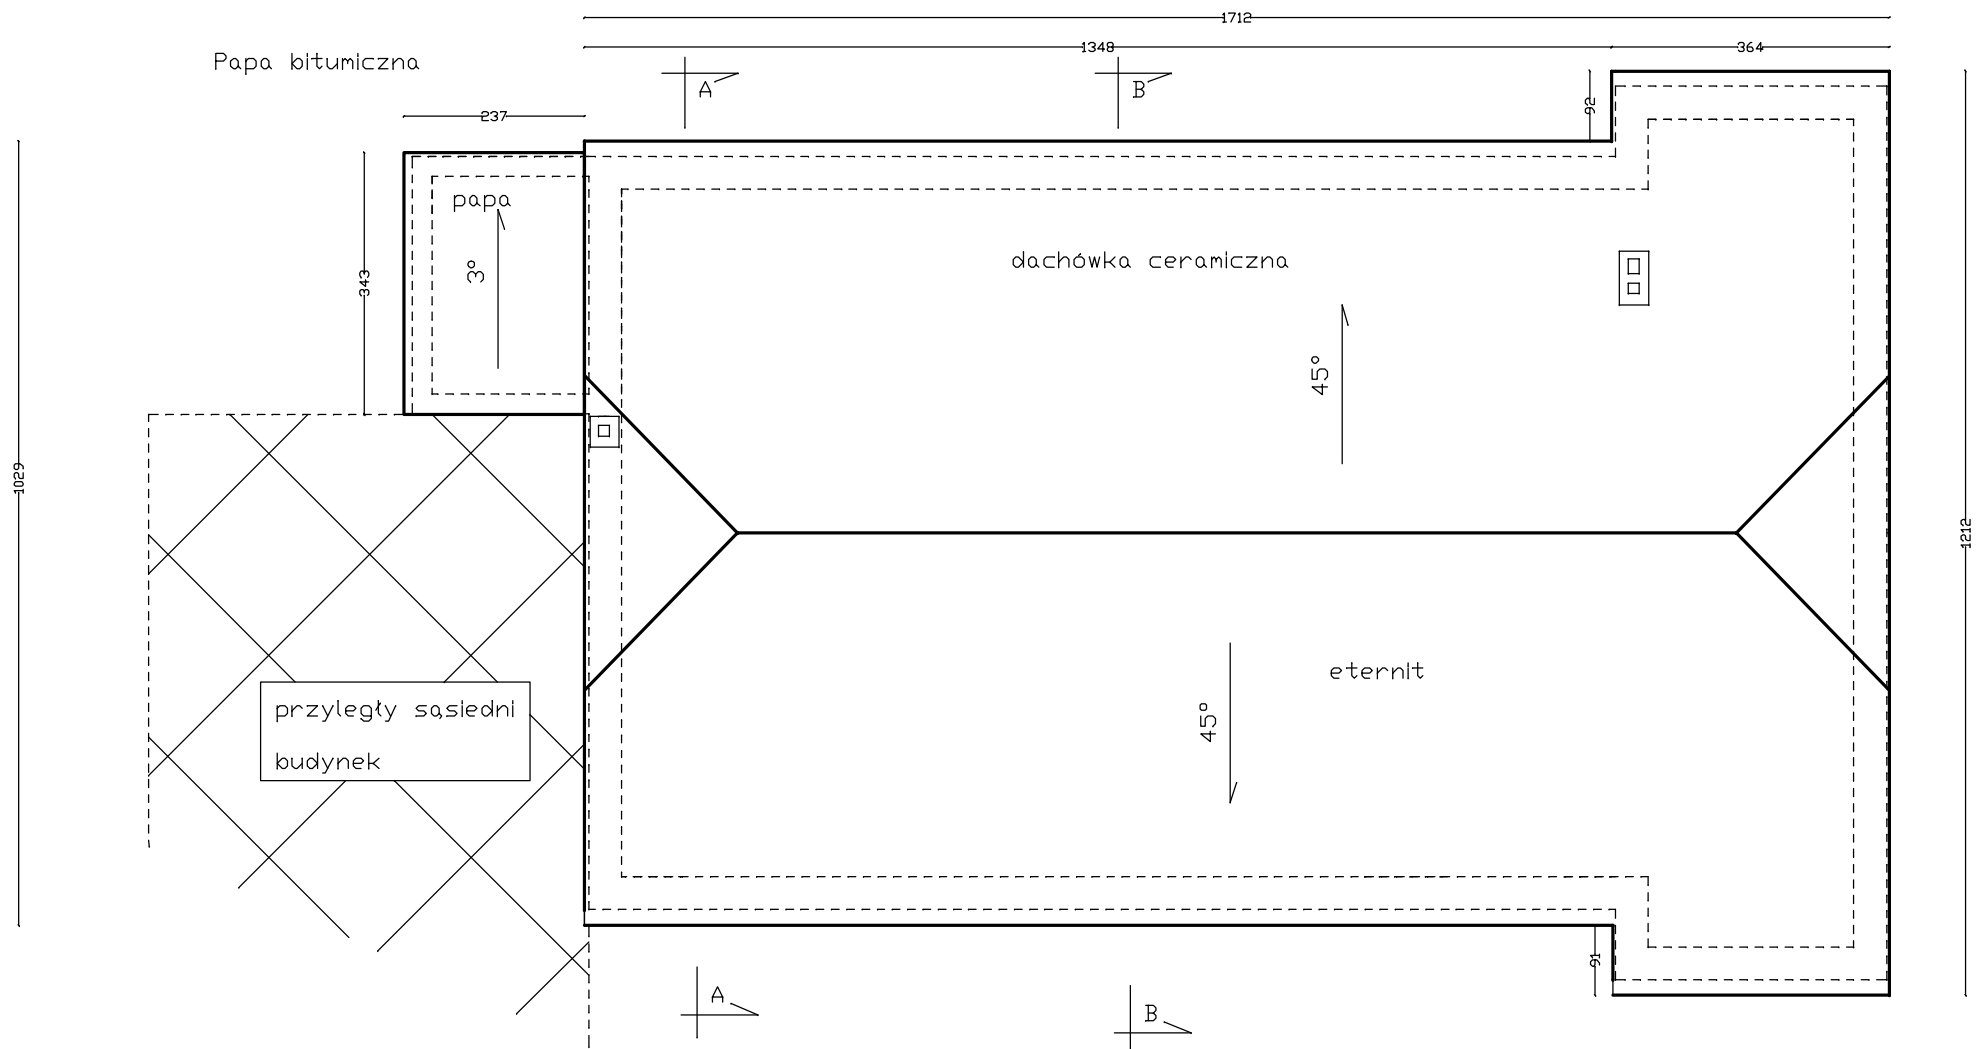 1712
1348
364
Papa bitumiczna
A
B
92
237
papa
3°
343
dachówka ceramiczna
45°
1029
1212
eternit
45°
przyległy sąsiedni
budynek
91
A
B